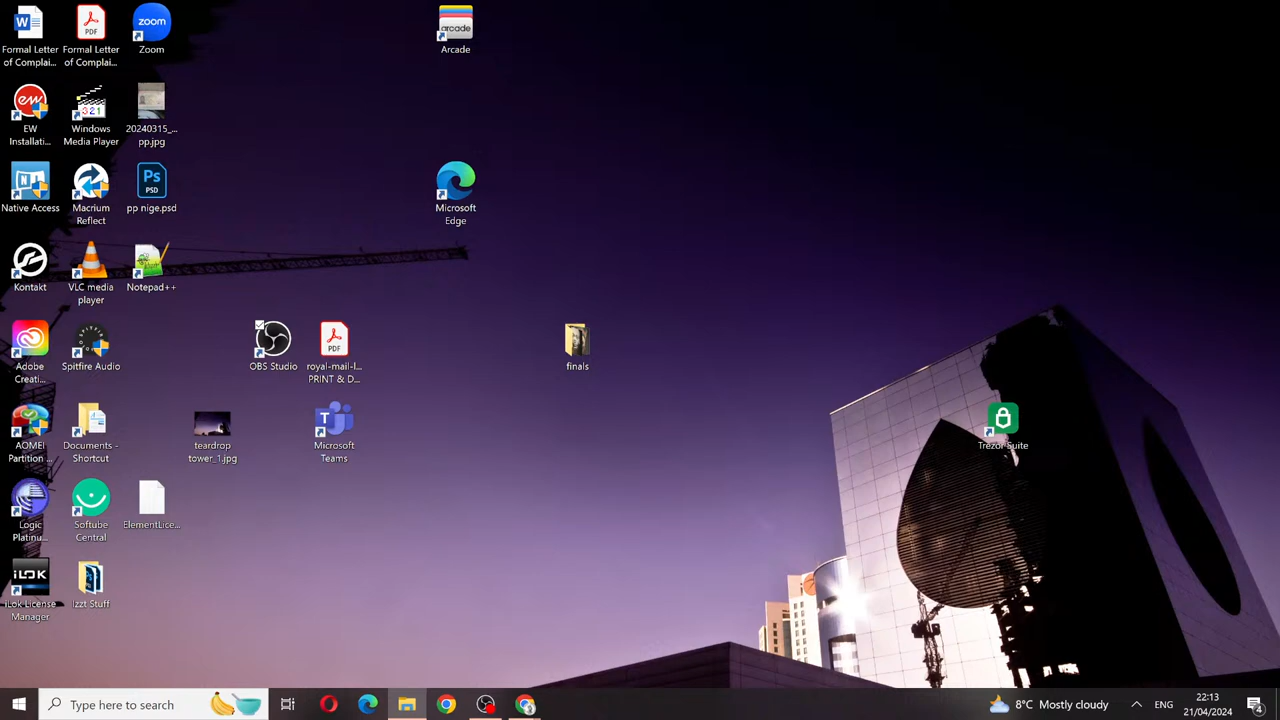 Formal Letter
of Complai...
Formal Letter
of Complai...
zoom
Zoom
arcade
Arcade
EW
Installati...
Windows
Media Player
20240315_...
pp.jpg
Native Access
Macrium
Reflect
Ps
PSD
pp nige.psd
Microsoft
Edge
Kontakt
VLC media
player
Notepad++
Adobe
Creati...
Spitfire Audio
OBS Studio
PDF
royal-mail-l...
PRINT & D...
finals
AOMEI
Partition ...
Documents -
Shortcut
teardrop
tower_1.jpg
Microsoft
Teams
Trezor Suite
Logic
Platinu...
Softube
Central
ElementLice...
iLOK
iLok License
Manager
Izzt Stuff
Type here to search
8°C Mostly cloudy
ENG
22:13
21/04/2024
4